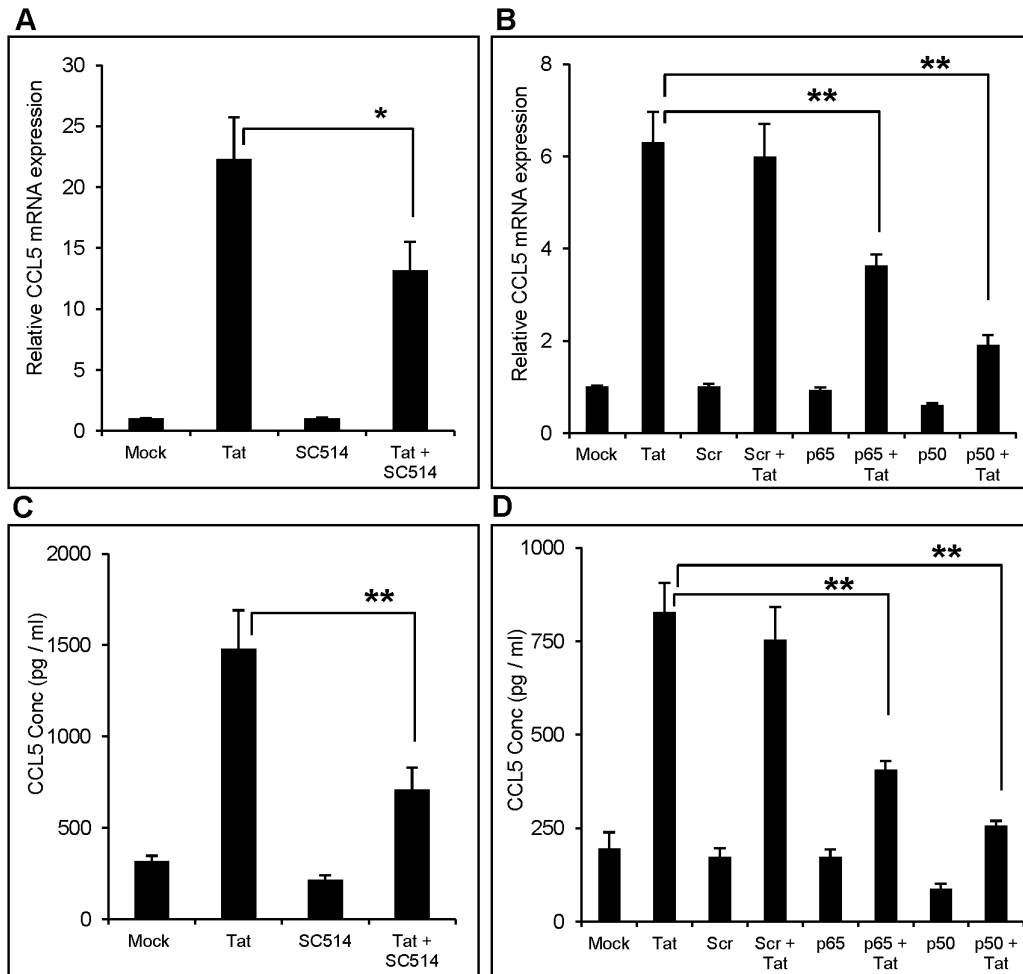 A
Relative CCL5 mRNA expression
30
25
20
15
10
5
0
*
Mock
Tat
SC514
Tat +
SC514
B
Relative CCL5 mRNA expression
8
6
4
2
0
**
**
Mock
Tat
Scr
Scr +
Tat
p65
p65 +
Tat
p50
p50 +
Tat
C
CCL5 Conc (pg / ml)
2000
1500
1000
500
0
**
Mock
Tat
SC514
Tat +
SC514
D
CCL5 Conc (pg / ml)
1000
750
500
250
0
**
**
Mock
Tat
Scr
Scr +
Tat
p65
p65 +
Tat
p50
p50 +
Tat